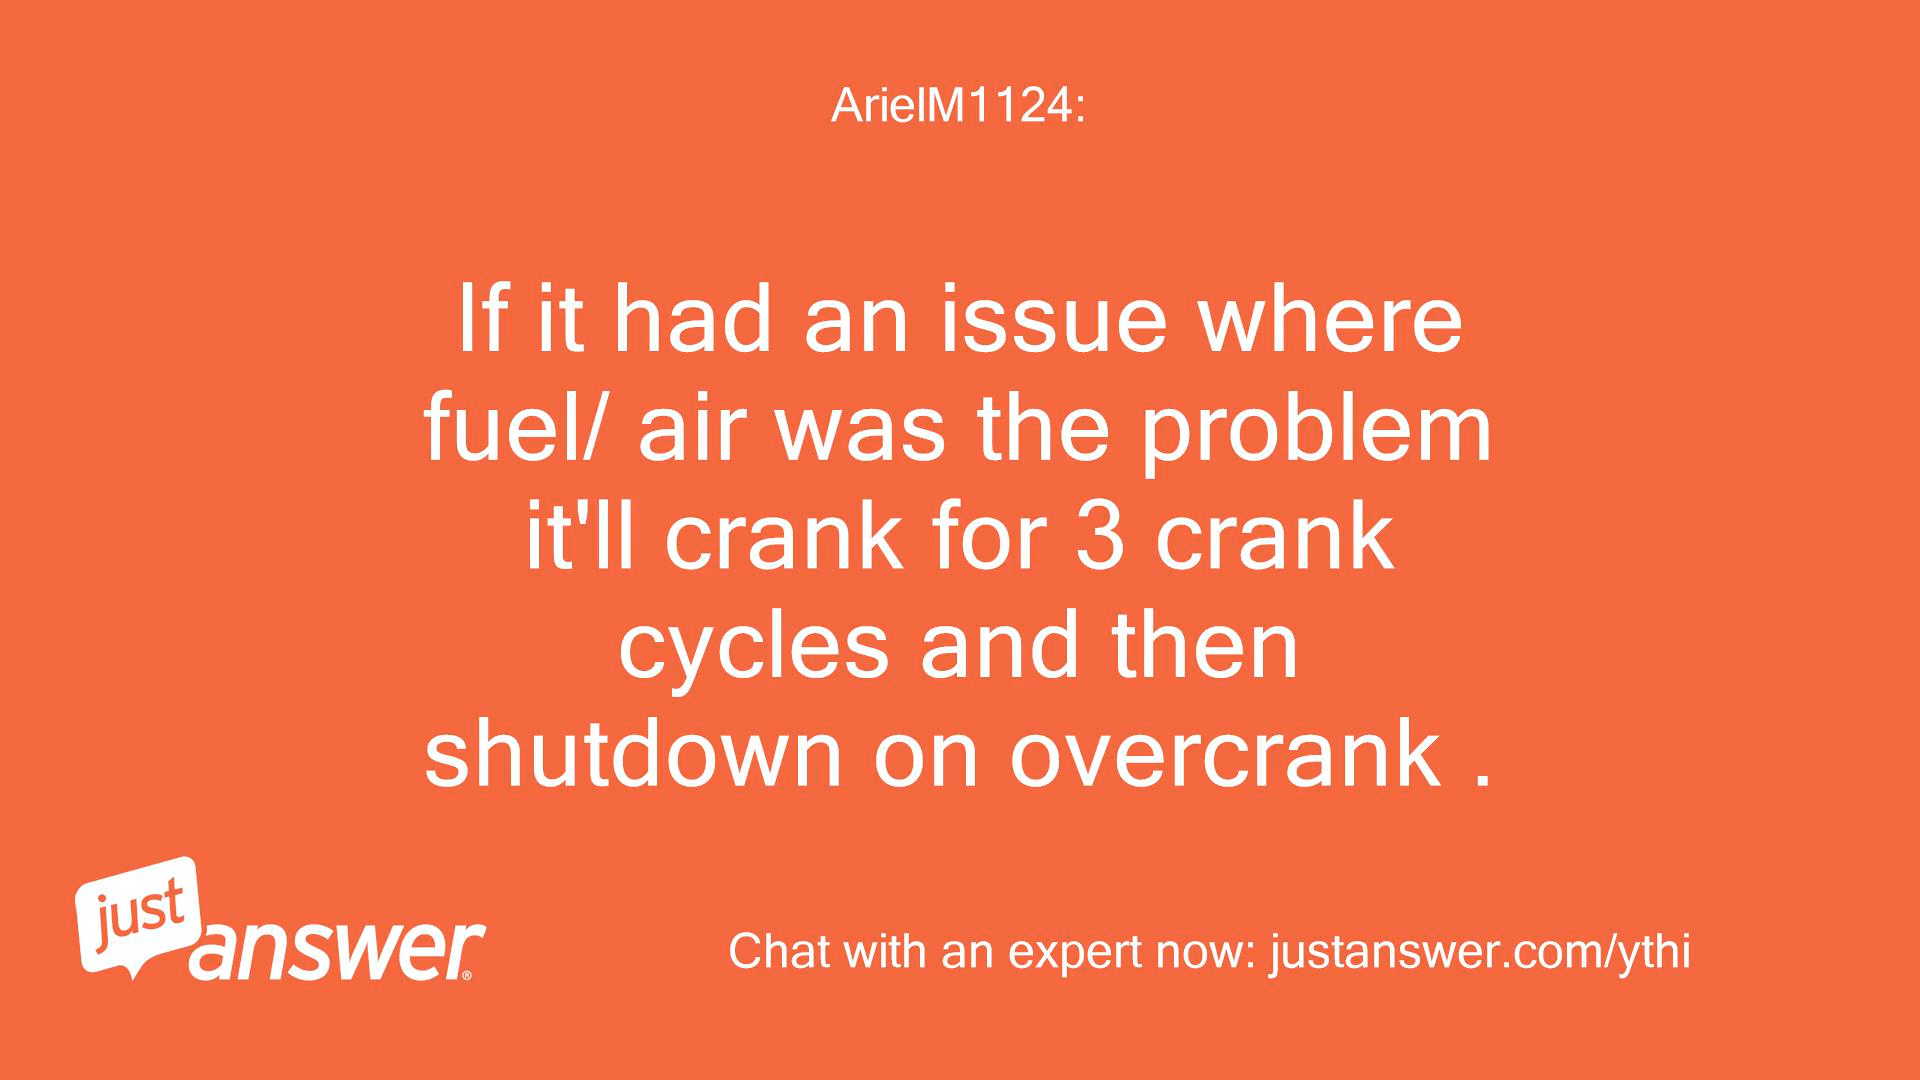 ArielM1124:
If it had an issue where
fuel/ air was the problem
it'll crank for 3 crank
cycles and then
shutdown on overcrank .
just
answer®
Chat with an expert now: justanswer.com/ythi